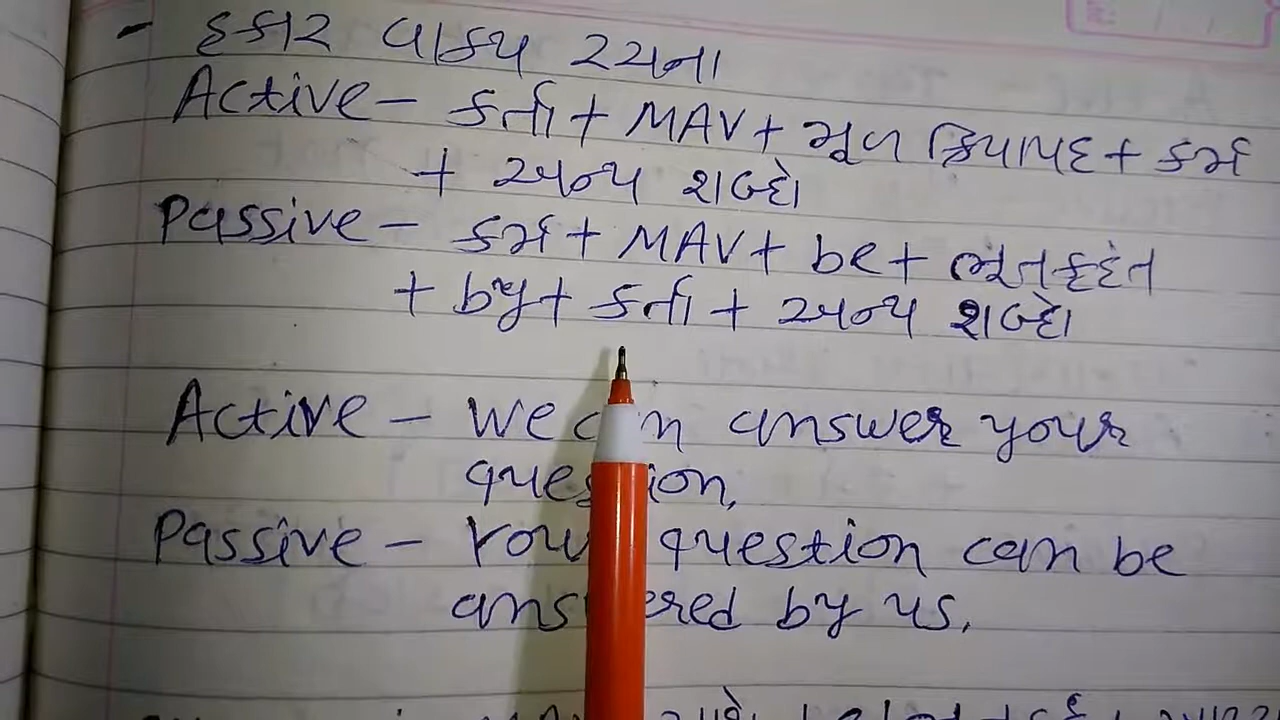 - હકાર વાક્ય રચના
Active - કર્તા + MAV + મૂળ ક્રિયાપદ + કર્મ
+ અન્ય શબ્દો
Passive - કર્મ + MAV + be + ભૂતકૃદંત
+ by + કર્તા + અન્ય શબ્દો
Active - We can answer your
question.
Passive - Your question can be
answered by us.